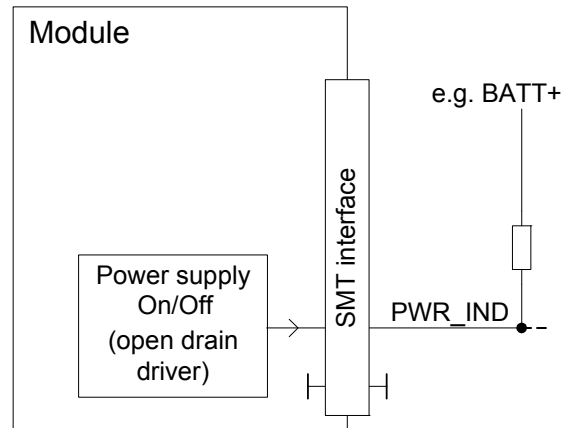 Module
e.g. BATT+
SMT interface
Power supply
On/Off
(open drain
driver)
PWR_IND